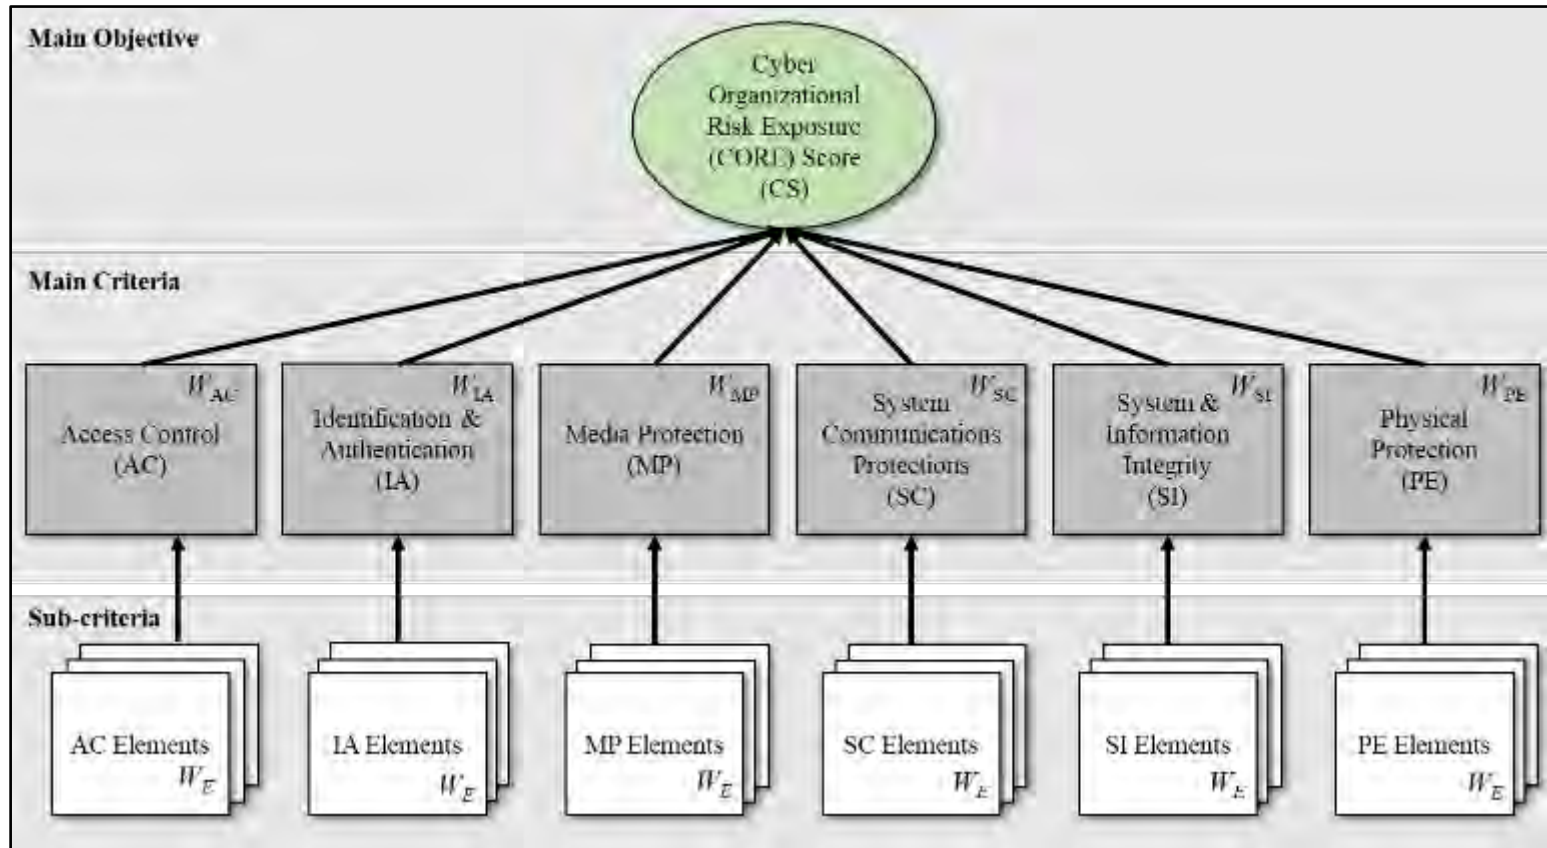 Main Objective
Cyber
Organizational
Risk Exposure
(CORE) Score
(CS)
Main Criteria
W_AC
Access Control
(AC)
W_IA
Identification &
Authentication
(IA)
W_MP
Media Protection
(MP)
W_SC
System
Communications
Protections
(SC)
W_SI
System &
Information
Integrity
(SI)
W_PE
Physical
Protection
(PE)
Sub-criteria
AC Elements
W_E
IA Elements
W_E
MP Elements
W_E
SC Elements
W_E
SI Elements
W_E
PE Elements
W_E